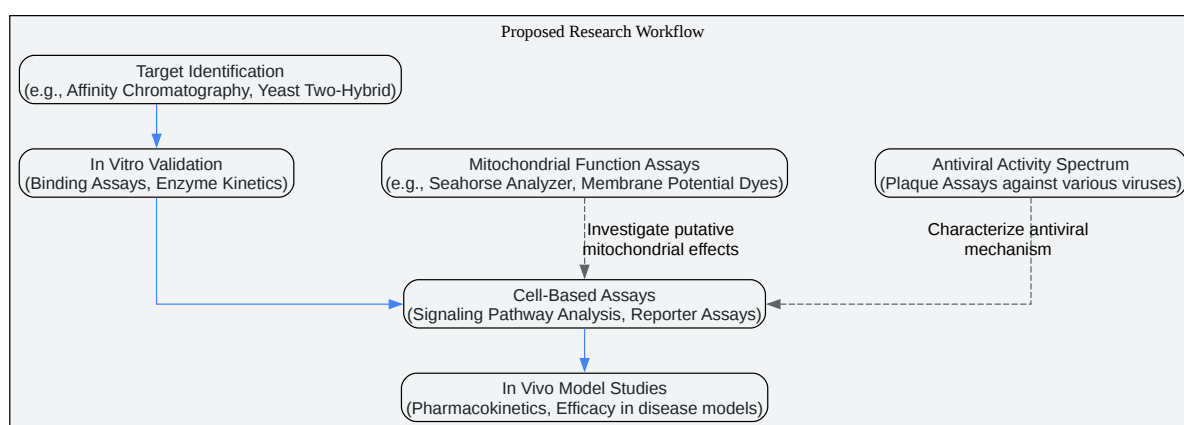 Proposed Research Workflow
Target Identification
(e.g., Affinity Chromatography, Yeast Two-Hybrid)
In Vitro Validation
(Binding Assays, Enzyme Kinetics)
Mitochondrial Function Assays
(e.g., Seahorse Analyzer, Membrane Potential Dyes)
Antiviral Activity Spectrum
(Plaque Assays against various viruses)
Investigate putative
mitochondrial effects
Characterize antiviral
mechanism
Cell-Based Assays
(Signaling Pathway Analysis, Reporter Assays)
In Vivo Model Studies
(Pharmacokinetics, Efficacy in disease models)